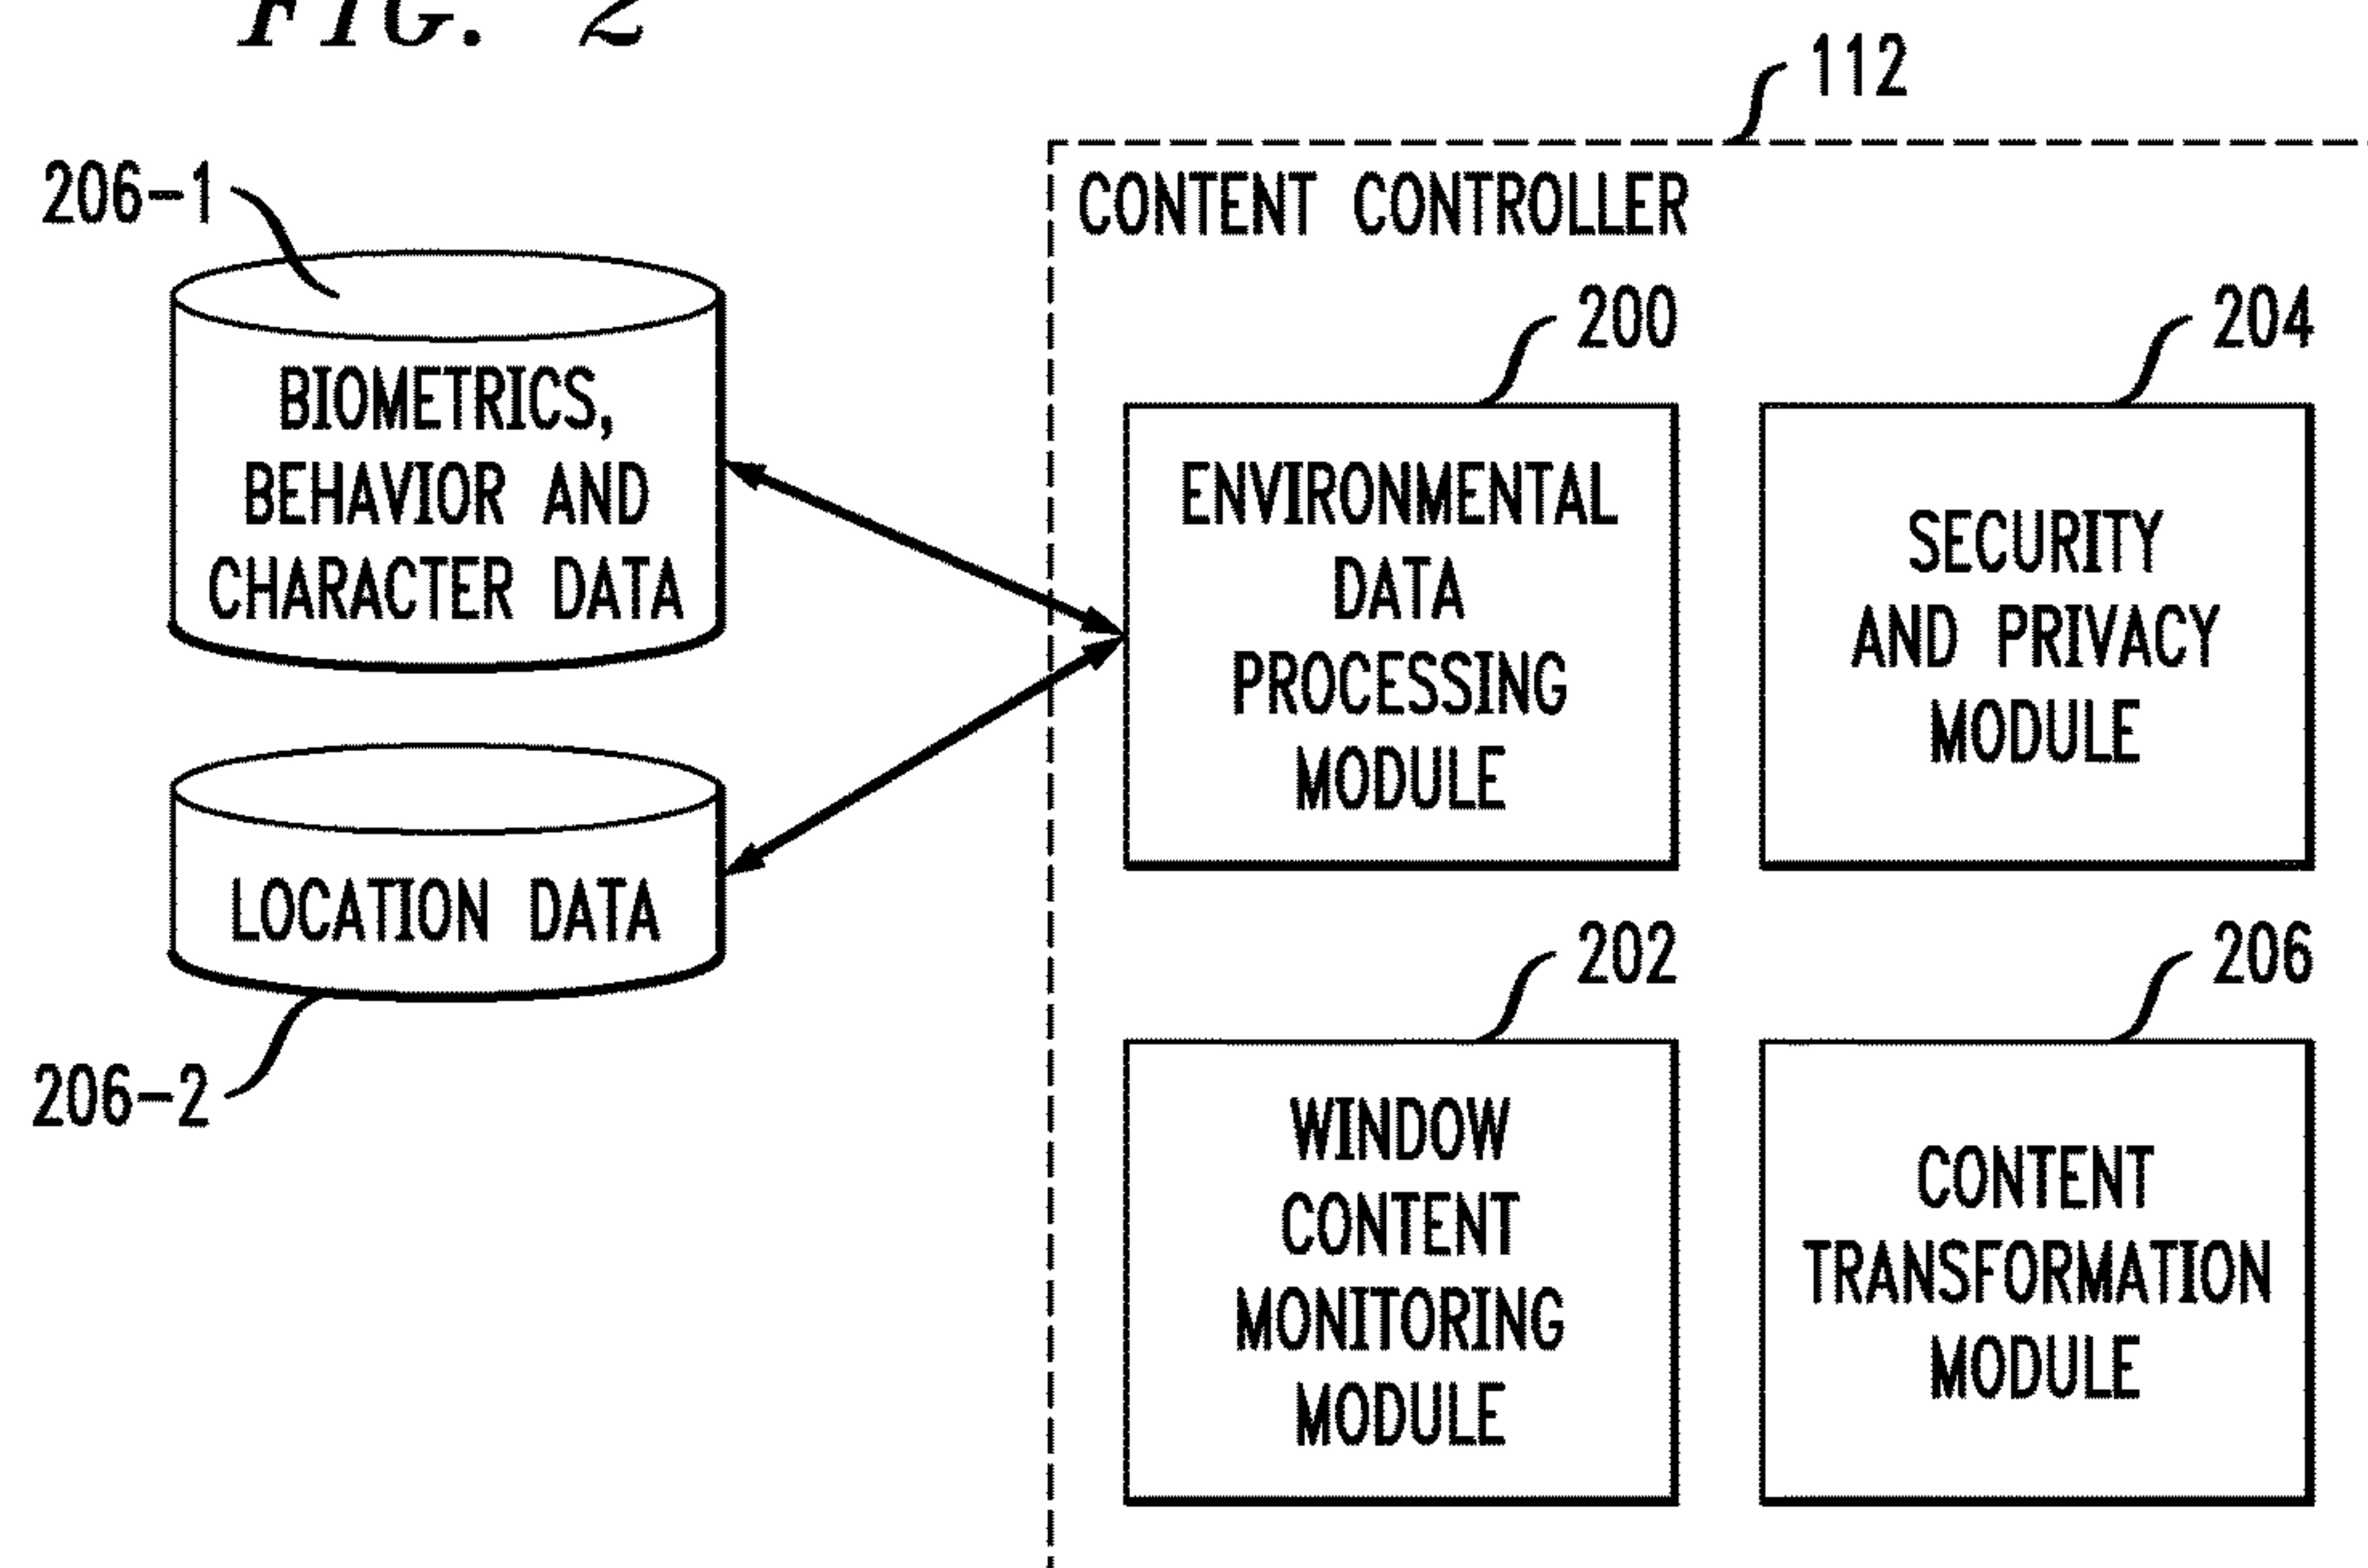 FIG. 2
112
206-1
CONTENT CONTROLLER
200
204
BIOMETRICS,
BEHAVIOR AND
CHARACTER DATA
ENVIRONMENTAL
DATA
PROCESSING
MODULE
SECURITY
AND PRIVACY
MODULE
LOCATION DATA
206-2
202
206
WINDOW
CONTENT
MONITORING
MODULE
CONTENT
TRANSFORMATION
MODULE